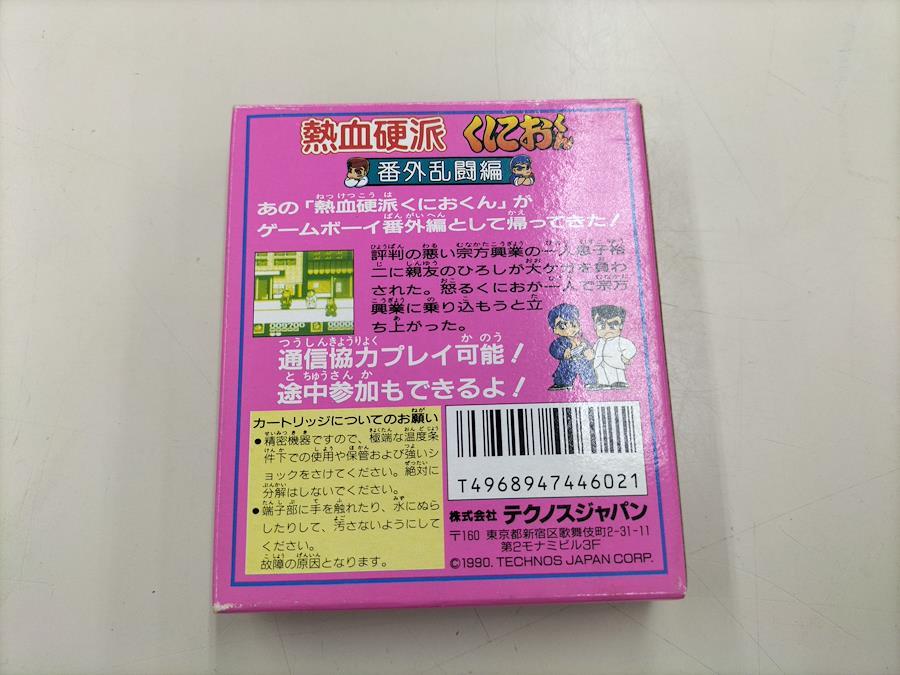 熱血硬派 くにおくん
番外乱闘編
あの「熱血硬派くにおくん」が
ゲームボーイ番外編として帰ってきた！
評判の悪い宗方興業の一人息子裕
二に親友のひろしが大ケガを負わ
された。怒るくにおが一人で宗方
興業に乗り込もうと立
ち上がった。
通信協力プレイ可能！
途中参加もできるよ！
カートリッジについてのお願い
●精密機器ですので、極端な温度条
件下での使用や保管および強いシ
ョックをさけてください。絶対に
分解はしないでください。
●端子部に手を触れたり、水にぬら
したりして、汚さないようにして
ください。
故障の原因となります。
T4968947446021
株式会社 テクノスジャパン
〒160 東京都新宿区歌舞伎町2-31-11
第2モナミビル3F
©1990. TECHNOS JAPAN CORP.